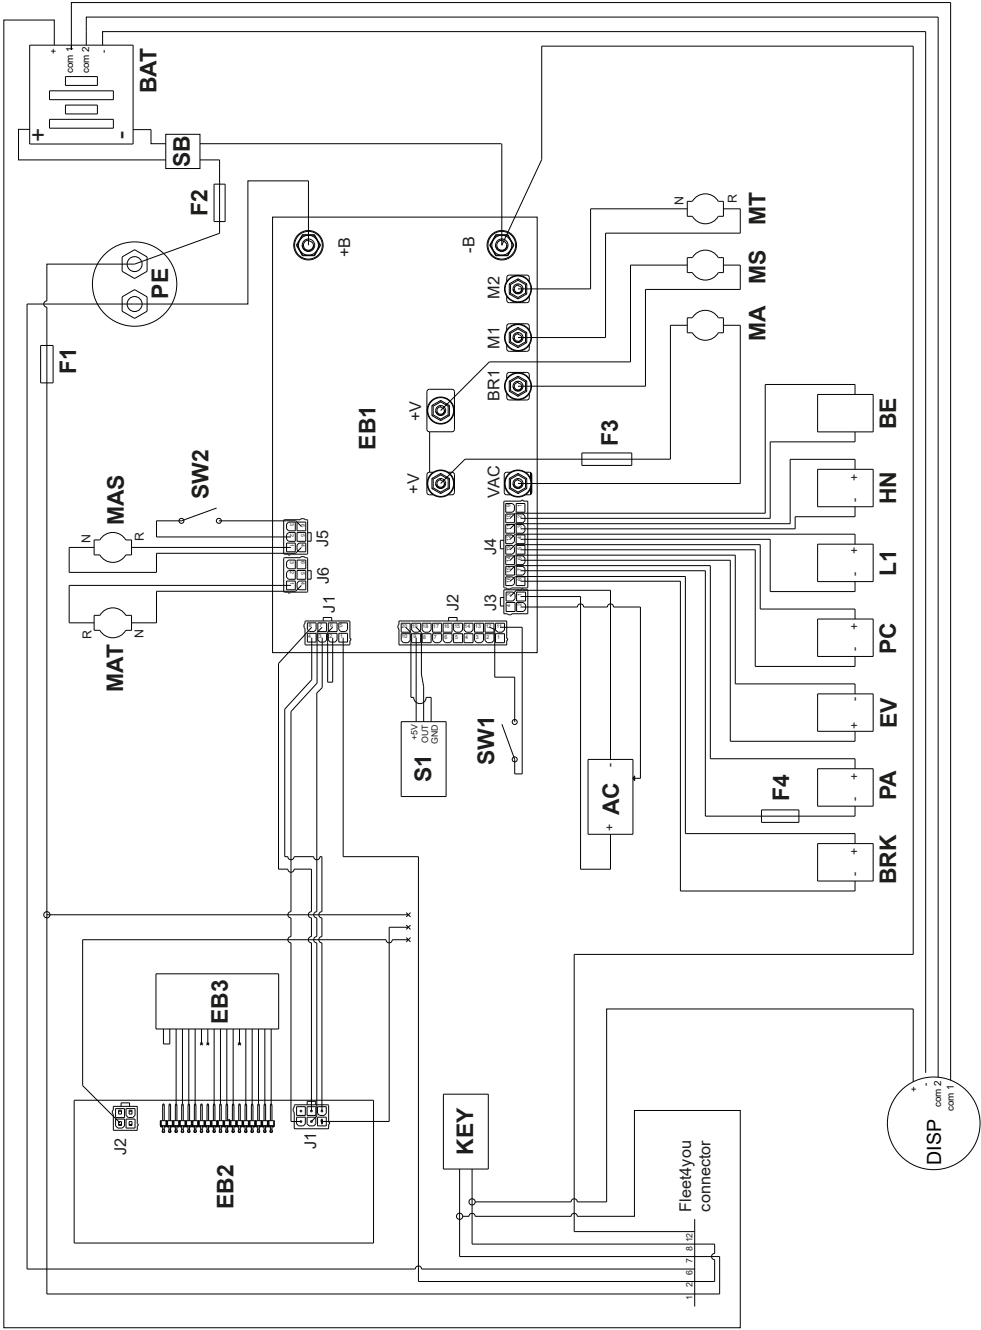 +
com 1
com 2
-
+
-
BAT
SB
F2
PE
F1
+B
-B
EB1
M2
M1
BR1
+V
+V
VAC
N
R
MT
MS
MA
F3
SW2
MAS
N
R
MAT
R
N
J5
J6
J1
J2
J3
J4
BE
+
-
HN
+
-
L1
+
-
PC
-
+
EV
+
-
PA
F4
+
-
BRK
+5V
OUT
GND
S1
SW1
AC
+
-
EB3
EB2
J2
J1
KEY
Fleet4you
connector
1
2
6
7
8
12
DISP
+
-
com 2
com 1